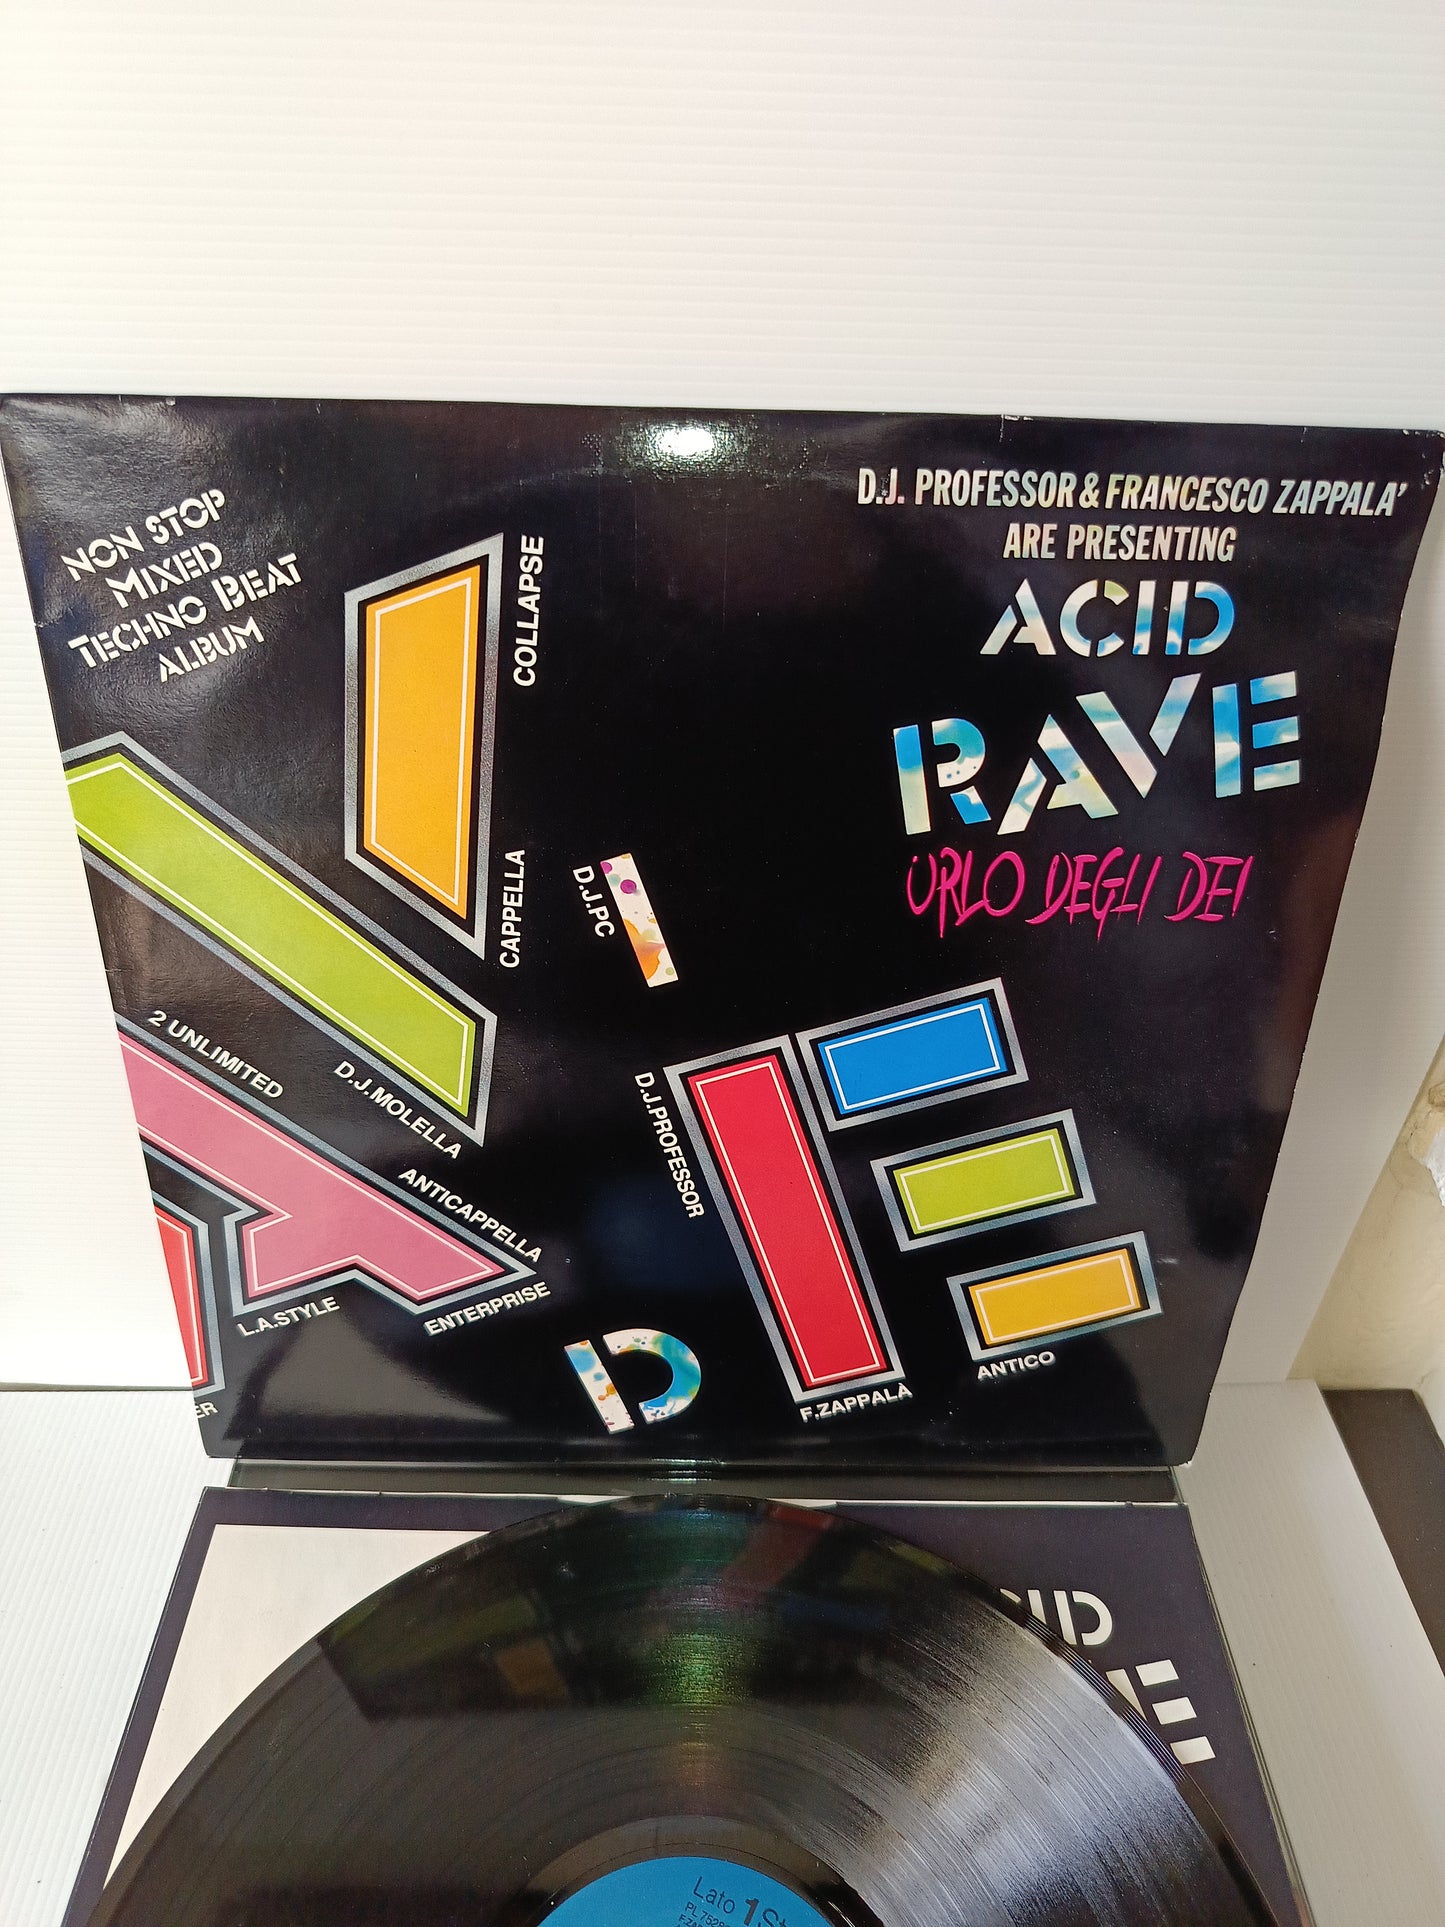 NON STOP
MIXED
TECHNO BEAT
ALBUM
D.J. PROFESSOR & FRANCESCO ZAPPALA'
ARE PRESENTING
ACID
RAVE
URLO DEGLI DEI
COLLAPSE
CAPPELLA
D.J.PC
2 UNLIMITED
D.J.MOLELLA
ANTICAPPELLA
D.J.PROFESSOR
L.A.STYLE
ENTERPRISE
ANTICO
F.ZAPPALÀ
D
Lato 1